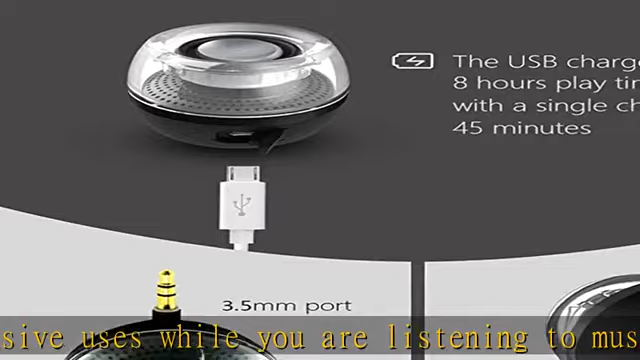 The USB charge
8 hours play tim
with a single ch
45 minutes
3.5mm port
sive uses while you are listening to mus